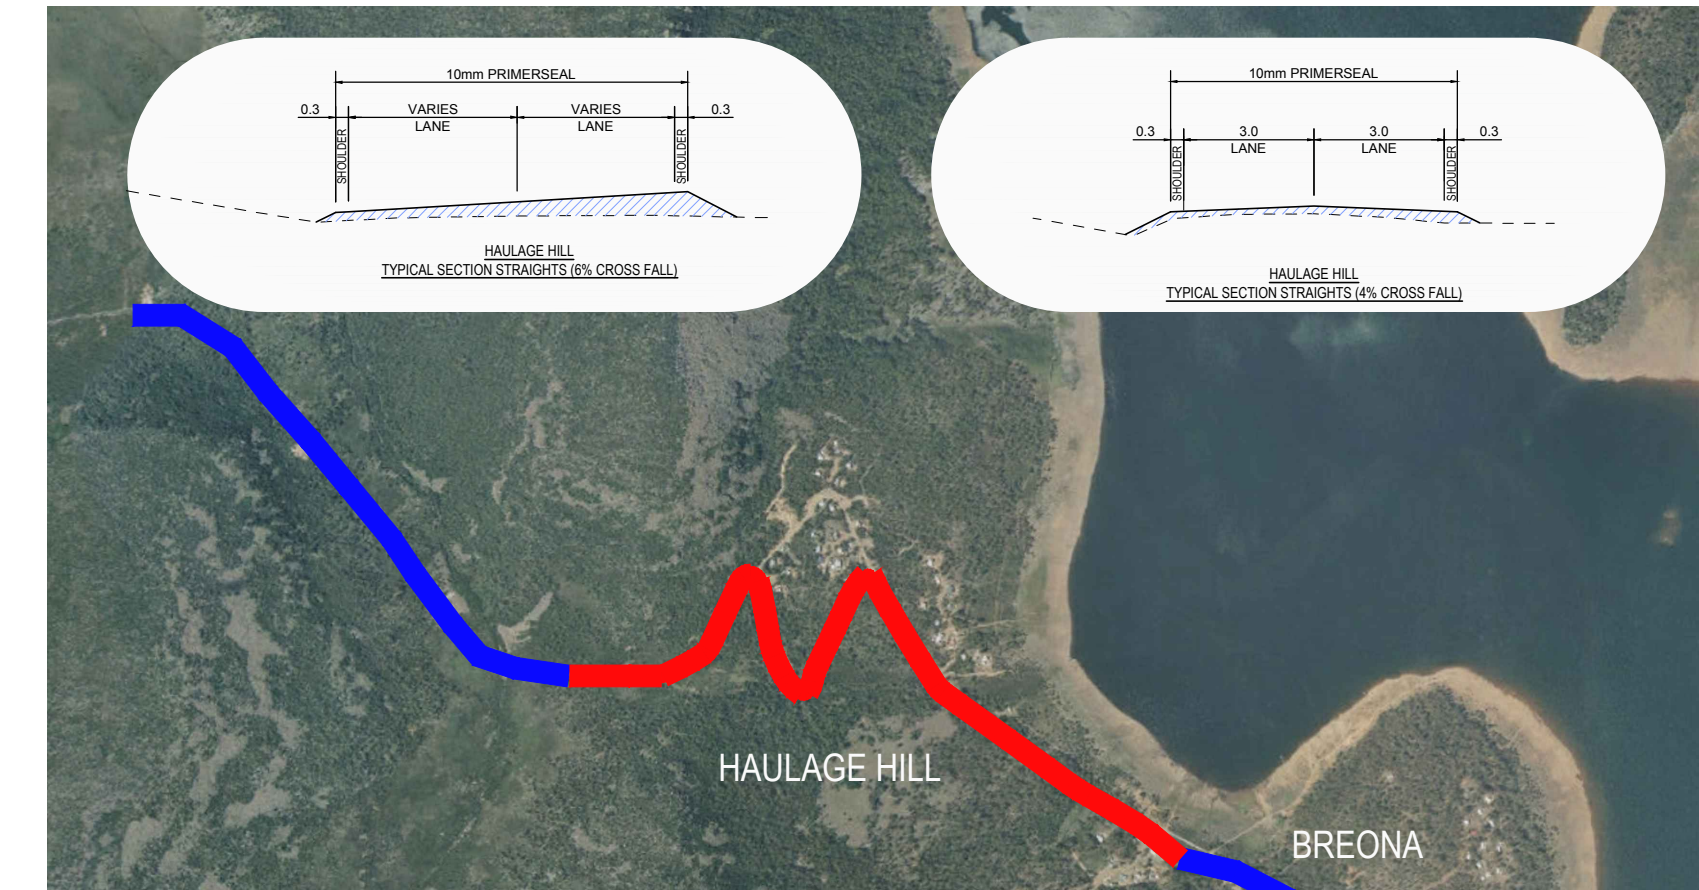 10mm PRIMERSEAL
0.3 VARIES VARIES 0.3
LANE LANE
SHOULDER SHOULDER
HAULAGE HILL
TYPICAL SECTION STRAIGHTS (6% CROSS FALL)
10mm PRIMERSEAL
0.3 3.0 3.0 0.3
LANE LANE
SHOULDER SHOULDER
HAULAGE HILL
TYPICAL SECTION STRAIGHTS (4% CROSS FALL)
HAULAGE HILL
BREONA